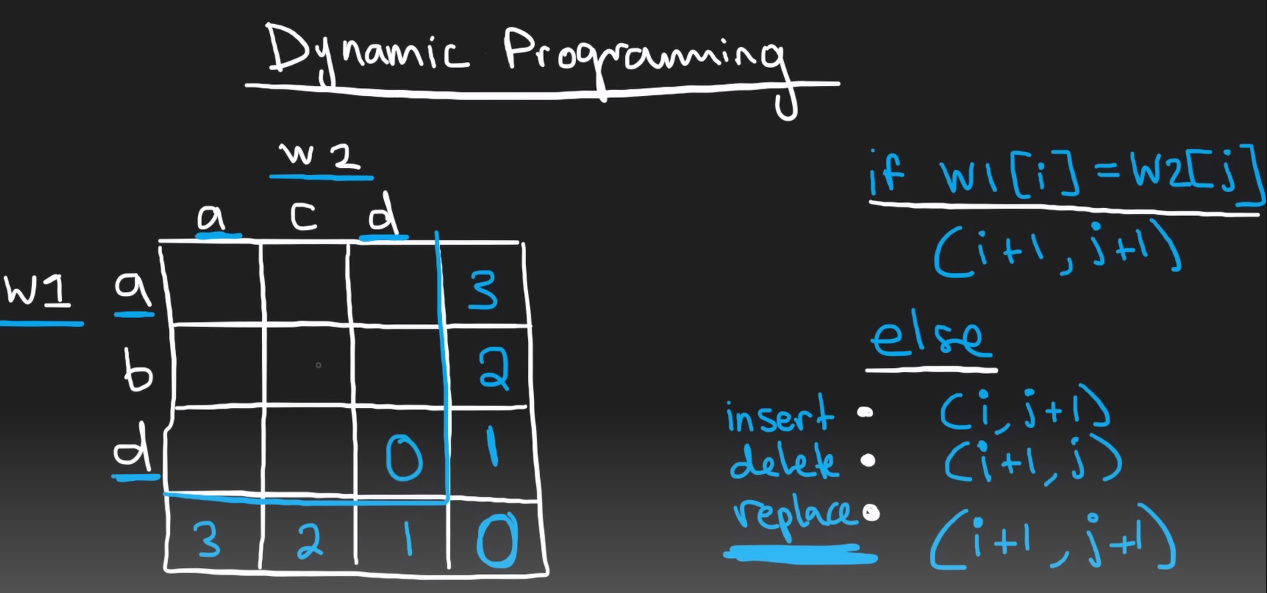 Dynamic Programming
w2
a c d
if w1[i]=W2[j]
(i+1, j+1)
w1 a 3
b 2
d 0 1
3 2 1 0
else
insert • (i, j+1)
delete • (i+1, j)
replace • (i+1, j+1)